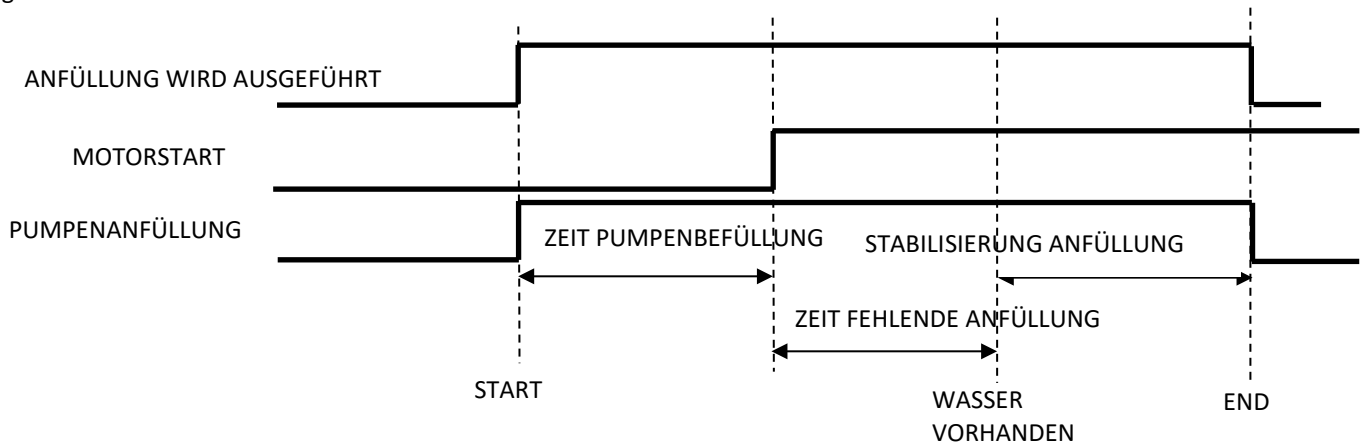 ANFÜLLUNG WIRD AUSGEFÜHRT
MOTORSTART
PUMPENANFÜLLUNG
ZEIT PUMPENBEFÜLLUNG
STABILISIERUNG ANFÜLLUNG
ZEIT FEHLENDE ANFÜLLUNG
START
WASSER
VORHANDEN
END